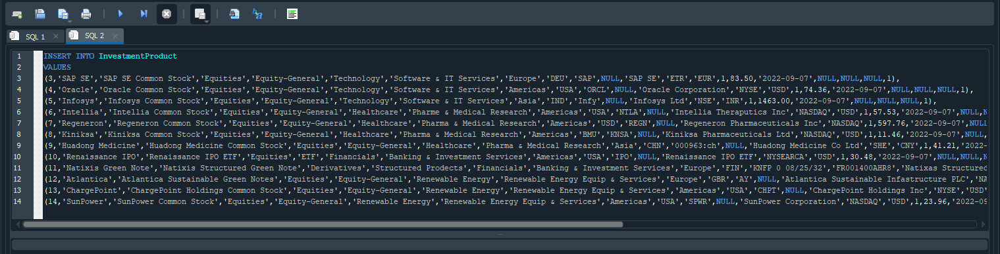 SQL 1
SQL 2
1 INSERT INTO InvestmentProduct
2 VALUES
3 (3,'SAP SE','SAP SE Common Stock','Equities','Equity-General','Technology','Software & IT Services','Europe','DEU','SAP',NULL,'SAP SE','ETR','EUR',1,83.50,'2022-09-07',NULL,NULL,NULL,1),
4 (4,'Oracle','Oracle Common Stock','Equities','Equity-General','Technology','Software & IT Services','Americas','USA','ORCL',NULL,'Oracle Corporation','NYSE','USD',1,74.36,'2022-09-07',NULL,NULL,NULL,1),
5 (5,'Infosys','Infosys Common Stock','Equities','Equity-General','Technology','Software & IT Services','Asia','IND','Infy',NULL,'Infosys Ltd','NSE','INR',1,1463.00,'2022-09-07',NULL,NULL,NULL,1),
6 (6,'Intellia','Intellia Common Stock','Equities','Equity-General','Healthcare','Pharme & Medical Research','Americas','USA','NTLA',NULL,'Intellia Theraputics Inc','NASDAQ','USD',1,57.53,'2022-09-07',NULL,N
7 (7,'Regeneron','Regeneron Common Stock','Equities','Equity-General','Healthcare','Pharma & Medical Research','Americas','USD','REGN',NULL,'Regeneron Pharmaceuticals Inc','NASDAQ',1,597.76,'2022-09-07',NULL
8 (8,'Kiniksa','Kiniksa Common Stock','Equities','Equity-General','Healthcare','Pharma & Medical Research','Americas','BMU','KNSA',NULL,'Kiniksa Pharmaceuticals Ltd','NASDAQ','USD',1,11.46,'2022-09-07',NULL,
9 (9,'Huadong Medicine','Huadong Medicine Common Stock','Equities','Equity-General','Healthcare','Pharma & Medical Research','Asia','CHN','000963:ch',NULL,'Huadong Medicine Co Ltd','SHE','CNY',1,41.21,'2022-
10 (10,'Renaissance IPO','Renaissance IPO ETF','Equities','ETF','Financials','Banking & Investment Services','Americas','USA','IPO',NULL,'Renaissance IPO ETF','NYSEARCA','USD',1,30.48,'2022-09-07',NULL,NULL,N
11 (11,'Natixis Green Note','Natixis Structured Green Note','Derivatives','Structured Prodects','Financials','Banking & Investment Services','Europe','FIN','KNFP 0 08/25/32','FR001400AHR8','Natixas Structured
12 (12,'Atlantica','Atlantica Sustainable Green Notes','Equities','Equity-General','Renewable Energy','Renewable Energy Equip & Services','Europe','GBR','AY',NULL,'Atlantica Sustainable Infastructure PLC','NA
13 (13,'ChargePoint','ChargePoint Holdings Common Stock','Equities','Equity-General','Renewable Energy','Renewable Energy Equip & Services','Americas','USA','CHPT',NULL,'ChargePoint Holdings Inc','NYSE','USD'
14 (14,'SunPower','SunPower Common Stock','Equities','Equity-General','Renewable Energy','Renewable Energy Equip & Services','Americas','USA','SPWR',NULL,'SunPower Corporation','NASDAQ','USD',1,23.96,'2022-09